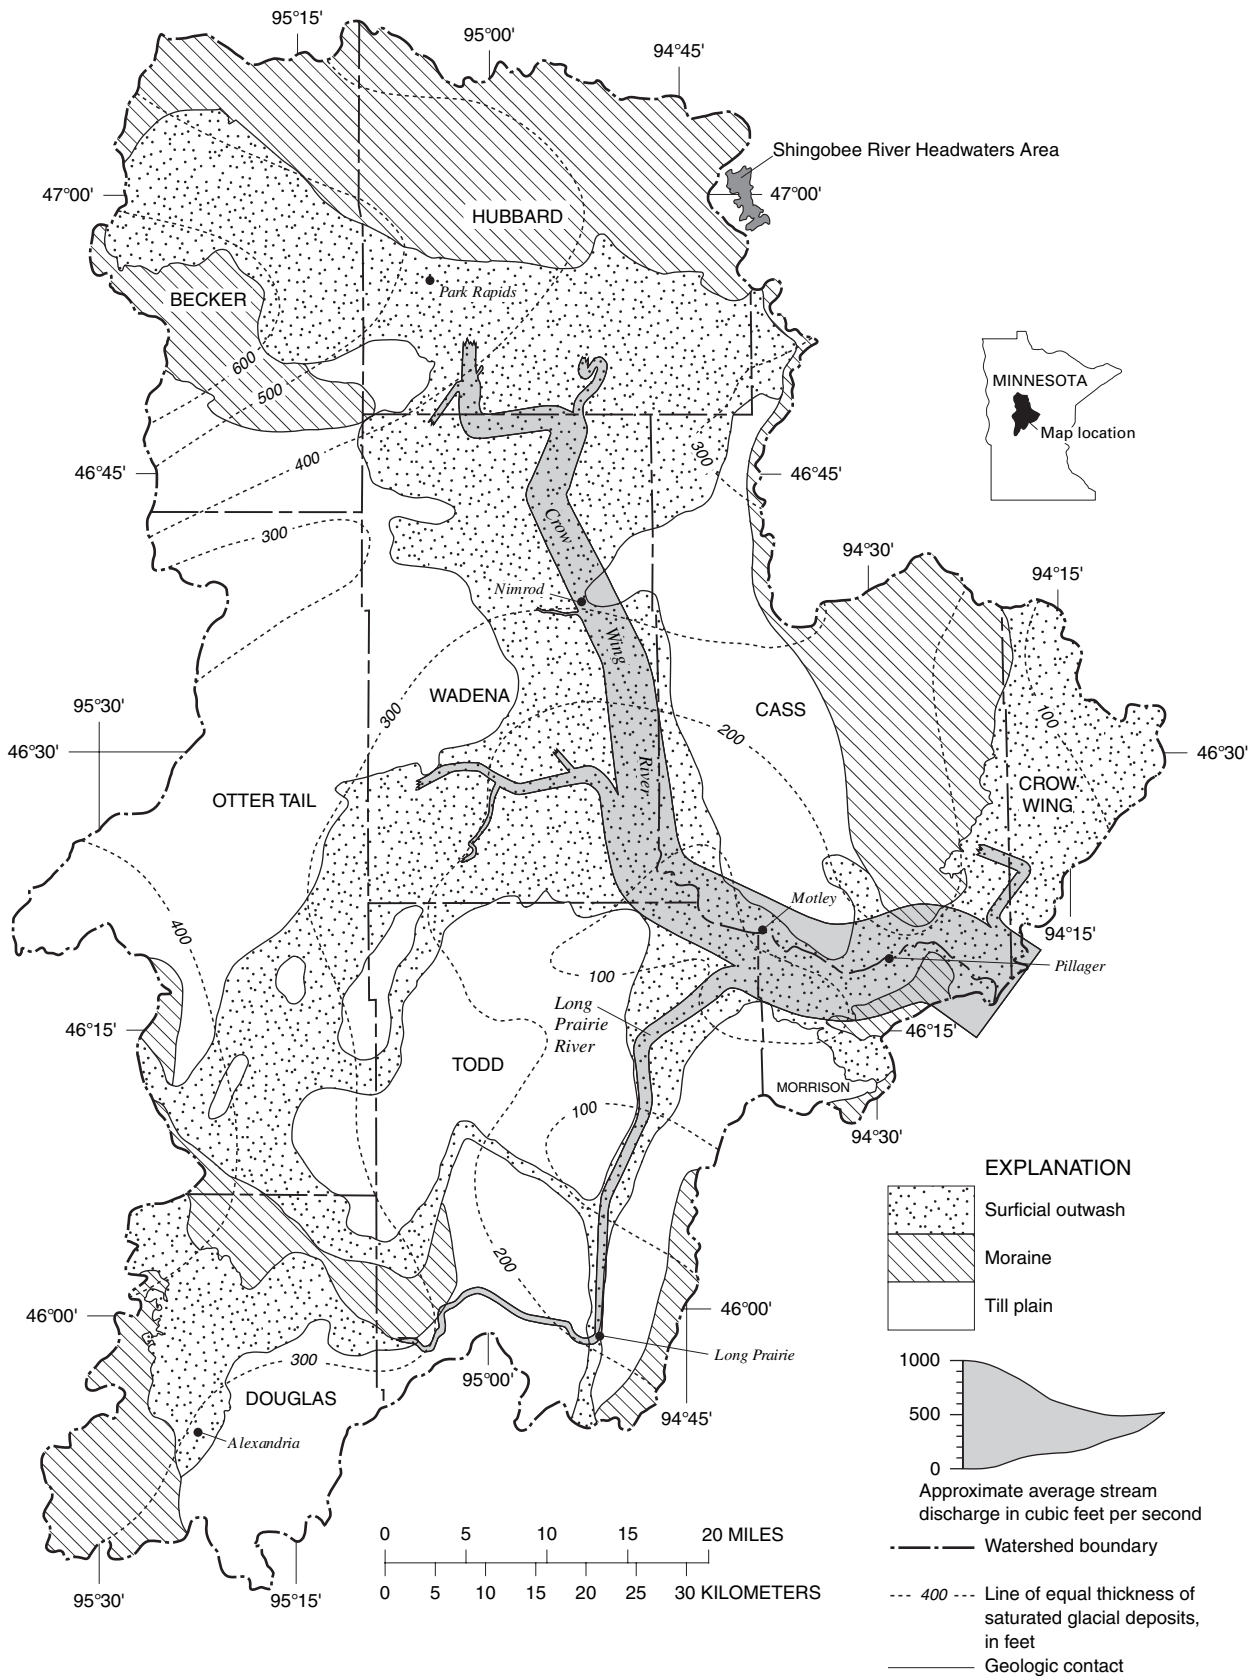 95°15'
95°00'
94°45'
Shingobee River Headwaters Area
47°00'
47°00'
HUBBARD
BECKER
Park Rapids
600
500
MINNESOTA
Map location
400
300
46°45'
46°45'
Crow
300
94°30'
94°15'
Nimrod
Wing
WADENA
CASS
300
200
100
95°30'
46°30'
46°30'
River
OTTER TAIL
CROW
WING
Motley
400
94°15'
Pillager
100
Long
Prairie
River
46°15'
46°15'
TODD
MORRISON
100
94°30'
EXPLANATION
Surficial outwash
Moraine
Till plain
200
46°00'
46°00'
300
Long Prairie
95°00'
DOUGLAS
94°45'
Alexandria
1000
500
0
Approximate average stream
discharge in cubic feet per second
Watershed boundary
400 Line of equal thickness of
saturated glacial deposits,
in feet
Geologic contact
0 5 10 15 20 MILES
0 5 10 15 20 25 30 KILOMETERS
95°30'
95°15'